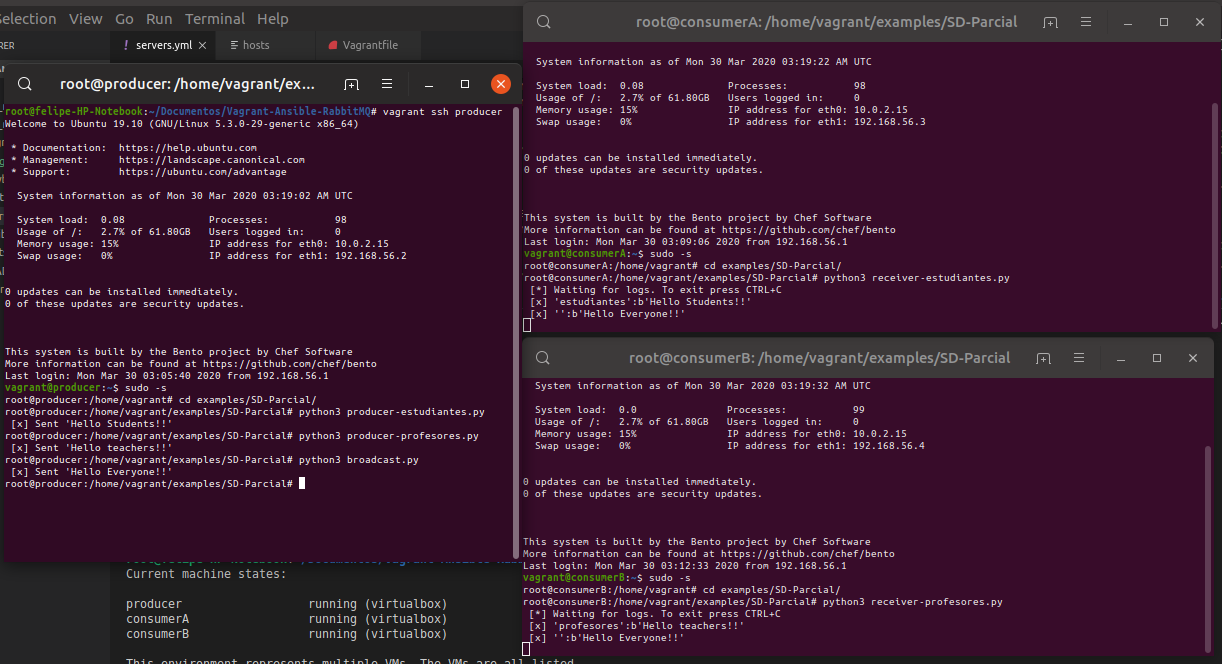 Selection View Go Run Terminal Help
servers.yml
hosts
Vagrantfile
root@producer: /home/vagrant/ex...
root@felipe-HP-Notebook:~/Documentos/Vagrant-Ansible-RabbitMQ# vagrant ssh producer
Welcome to Ubuntu 19.10 (GNU/Linux 5.3.0-29-generic x86_64)
* Documentation: https://help.ubuntu.com
* Management: https://landscape.canonical.com
* Support: https://ubuntu.com/advantage
System information as of Mon 30 Mar 2020 03:19:02 AM UTC
System load: 0.08 Processes: 98
Usage of /: 2.7% of 61.80GB Users logged in: 0
Memory usage: 15% IP address for eth0: 10.0.2.15
Swap usage: 0% IP address for eth1: 192.168.56.2
0 updates can be installed immediately.
0 of these updates are security updates.
This system is built by the Bento project by Chef Software
More information can be found at https://github.com/chef/bento
Last login: Mon Mar 30 03:05:40 2020 from 192.168.56.1
vagrant@producer:~$ sudo -s
root@producer:/home/vagrant# cd examples/SD-Parcial/
root@producer:/home/vagrant/examples/SD-Parcial# python3 producer-estudiantes.py
[x] Sent 'Hello Students!!'
root@producer:/home/vagrant/examples/SD-Parcial# python3 producer-profesores.py
[x] Sent 'Hello teachers!!'
root@producer:/home/vagrant/examples/SD-Parcial# python3 broadcast.py
[x] Sent 'Hello Everyone!!'
root@producer:/home/vagrant/examples/SD-Parcial#
Current machine states:
producer running (virtualbox)
consumerA running (virtualbox)
consumerB running (virtualbox)
This environment represents multiple VMs. The VMs are all listed
root@consumerA: /home/vagrant/examples/SD-Parcial
System information as of Mon 30 Mar 2020 03:19:22 AM UTC
System load: 0.08 Processes: 98
Usage of /: 2.7% of 61.80GB Users logged in: 0
Memory usage: 15% IP address for eth0: 10.0.2.15
Swap usage: 0% IP address for eth1: 192.168.56.3
0 updates can be installed immediately.
0 of these updates are security updates.
This system is built by the Bento project by Chef Software
More information can be found at https://github.com/chef/bento
Last login: Mon Mar 30 03:09:06 2020 from 192.168.56.1
vagrant@consumerA:~$ sudo -s
root@consumerA:/home/vagrant# cd examples/SD-Parcial/
root@consumerA:/home/vagrant/examples/SD-Parcial# python3 receiver-estudiantes.py
[*] Waiting for logs. To exit press CTRL+C
[x] 'estudiantes':b'Hello Students!!'
[x] '':b'Hello Everyone!!'
root@consumerB: /home/vagrant/examples/SD-Parcial
System information as of Mon 30 Mar 2020 03:19:32 AM UTC
System load: 0.0 Processes: 99
Usage of /: 2.7% of 61.80GB Users logged in: 0
Memory usage: 15% IP address for eth0: 10.0.2.15
Swap usage: 0% IP address for eth1: 192.168.56.4
0 updates can be installed immediately.
0 of these updates are security updates.
This system is built by the Bento project by Chef Software
More information can be found at https://github.com/chef/bento
Last login: Mon Mar 30 03:12:33 2020 from 192.168.56.1
vagrant@consumerB:~$ sudo -s
root@consumerB:/home/vagrant# cd examples/SD-Parcial/
root@consumerB:/home/vagrant/examples/SD-Parcial# python3 receiver-profesores.py
[*] Waiting for logs. To exit press CTRL+C
[x] 'profesores':b'Hello teachers!!'
[x] '':b'Hello Everyone!!'